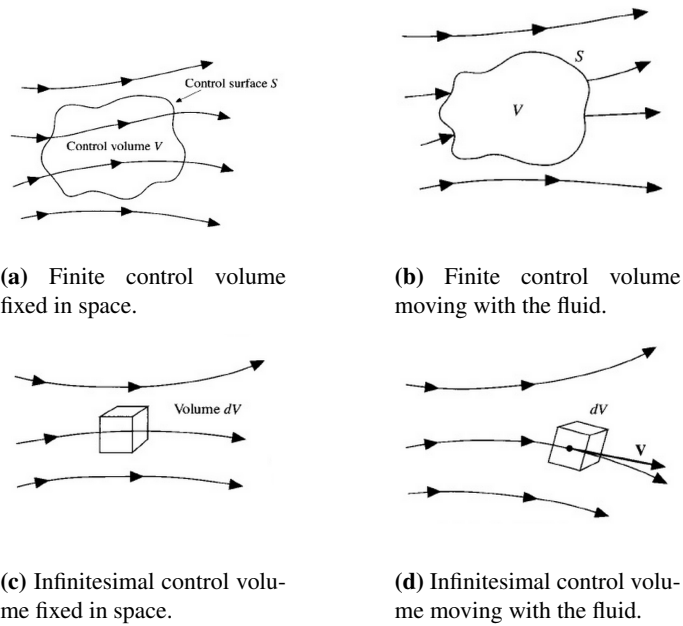 Control surface S
Control volume V
S
V
(a) Finite control volume
fixed in space.
(b) Finite control volume
moving with the fluid.
Volume dV
dV
V
(c) Infinitesimal control volu-
me fixed in space.
(d) Infinitesimal control volu-
me moving with the fluid.